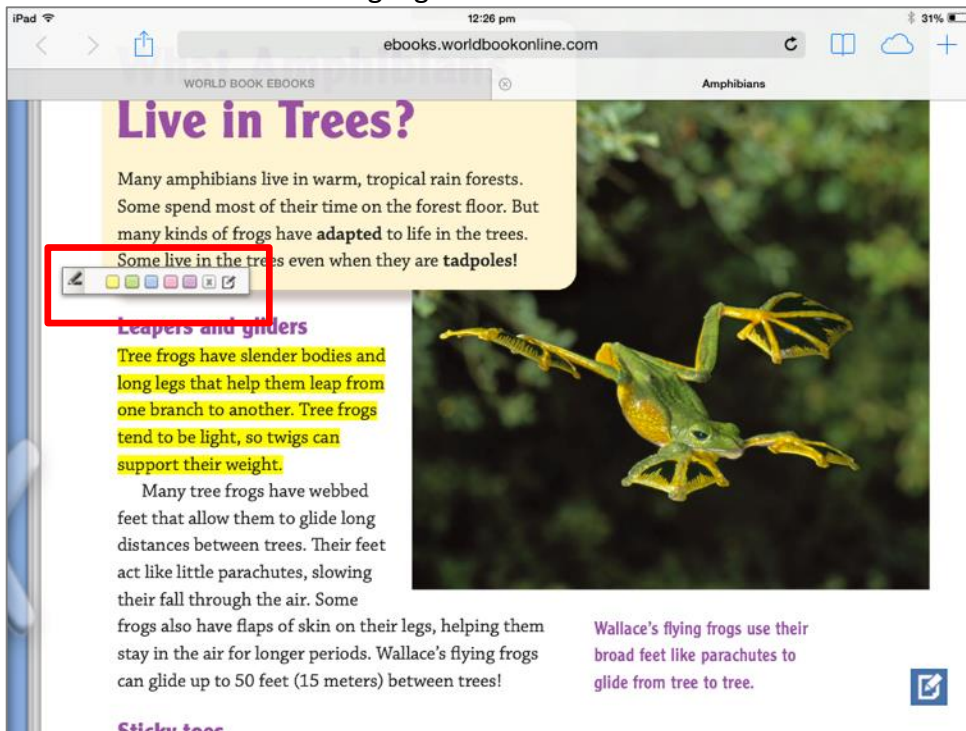 iPad 12:26 pm 31%
ebooks.worldbookonline.com
WORLD BOOK EBOOKS Amphibians
What Amphibians
Live in Trees?
Many amphibians live in warm, tropical rain forests.
Some spend most of their time on the forest floor. But
many kinds of frogs have adapted to life in the trees.
Some live in the trees even when they are tadpoles!
Leapers and gliders
Tree frogs have slender bodies and
long legs that help them leap from
one branch to another. Tree frogs
tend to be light, so twigs can
support their weight.
Many tree frogs have webbed
feet that allow them to glide long
distances between trees. Their feet
act like little parachutes, slowing
their fall through the air. Some
frogs also have flaps of skin on their legs, helping them
stay in the air for longer periods. Wallace's flying frogs
can glide up to 50 feet (15 meters) between trees!
Wallace's flying frogs use their
broad feet like parachutes to
glide from tree to tree.
Sticky toes